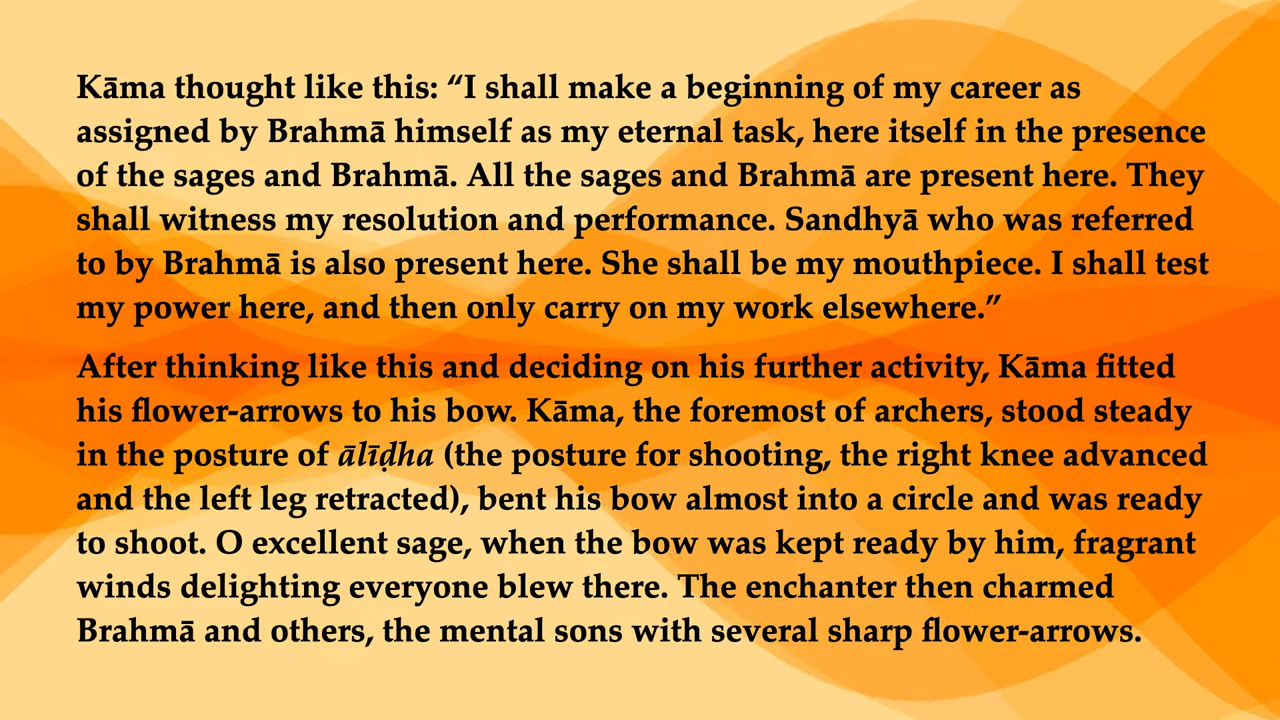 Kāma thought like this: “I shall make a beginning of my career as
assigned by Brahmā himself as my eternal task, here itself in the presence
of the sages and Brahmā. All the sages and Brahmā are present here. They
shall witness my resolution and performance. Sandhyā who was referred
to by Brahmā is also present here. She shall be my mouthpiece. I shall test
my power here, and then only carry on my work elsewhere.”
After thinking like this and deciding on his further activity, Kāma fitted
his flower-arrows to his bow. Kāma, the foremost of archers, stood steady
in the posture of ālīḍha (the posture for shooting, the right knee advanced
and the left leg retracted), bent his bow almost into a circle and was ready
to shoot. O excellent sage, when the bow was kept ready by him, fragrant
winds delighting everyone blew there. The enchanter then charmed
Brahmā and others, the mental sons with several sharp flower-arrows.